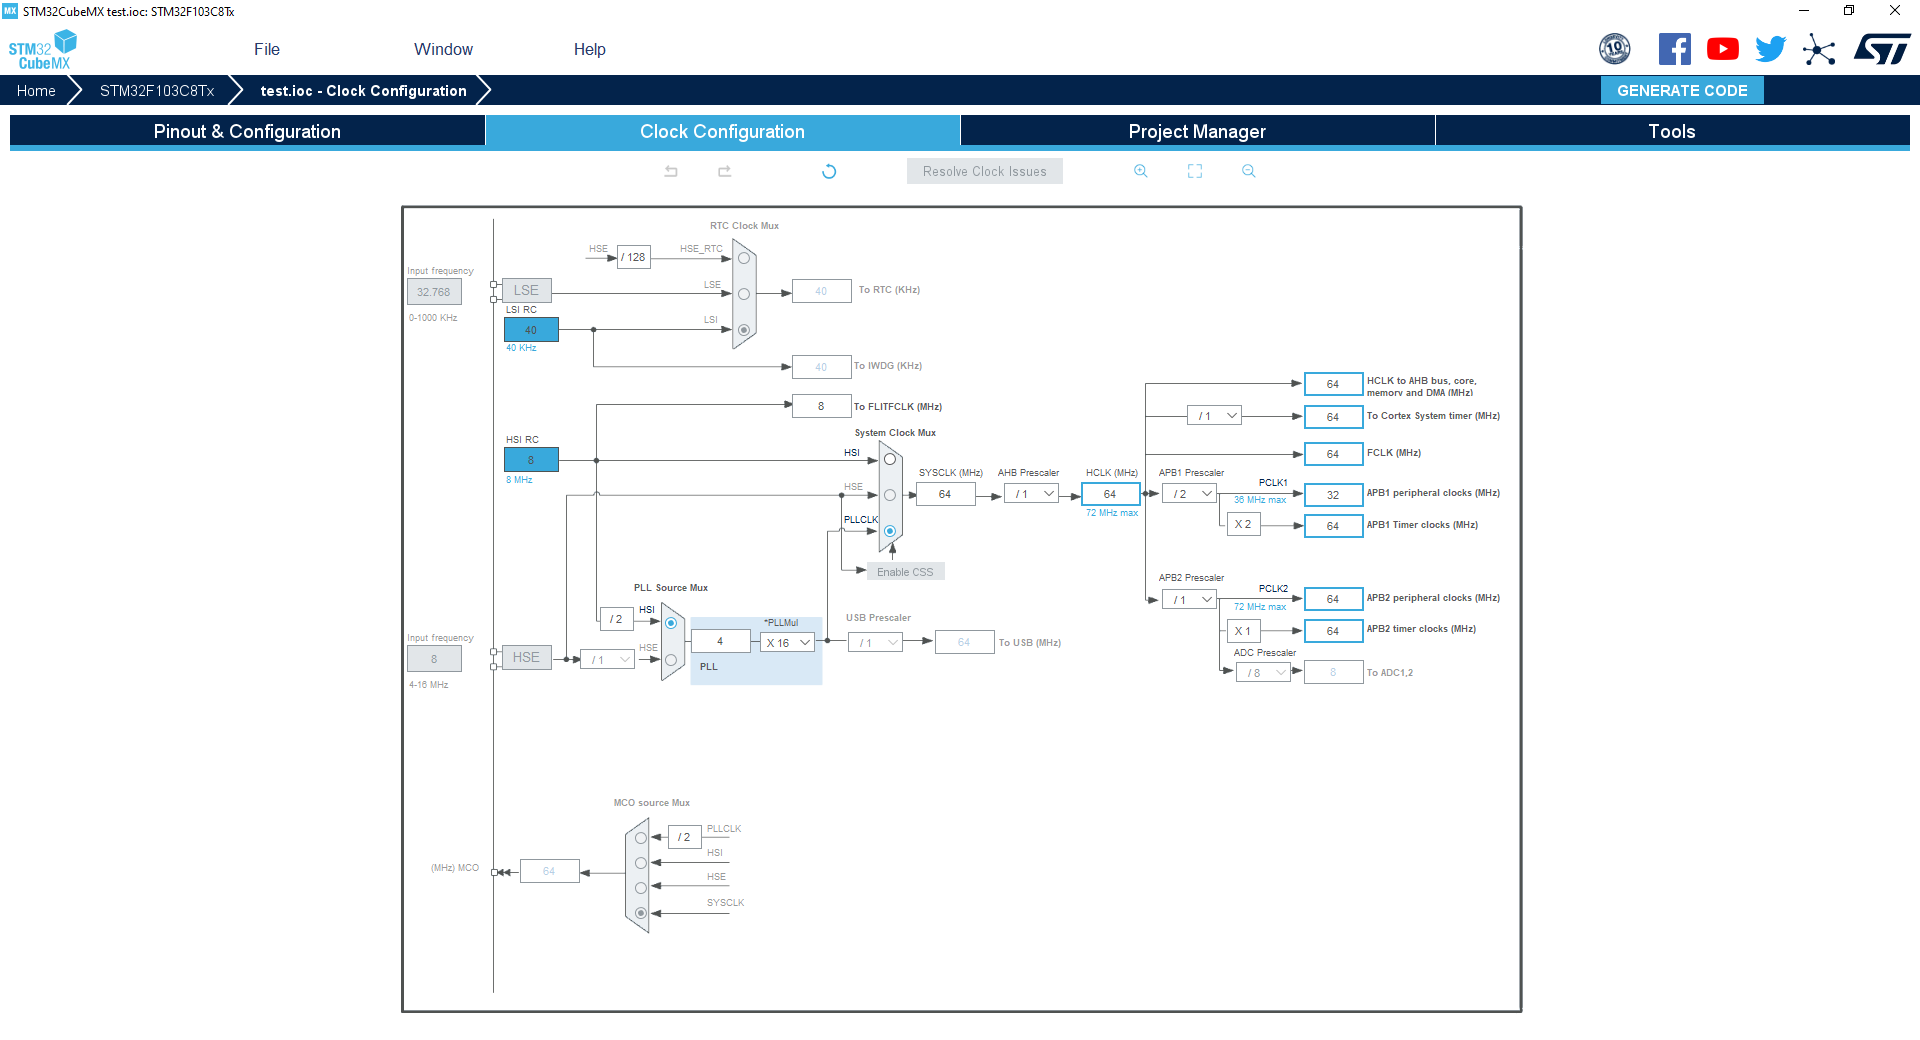 MX STM32CubeMX test.ioc: STM32F103C8Tx
STM32
CubeMX
File Window Help
10 YEARS
Home STM32F103C8Tx test.ioc - Clock Configuration GENERATE CODE
Pinout & Configuration Clock Configuration Project Manager Tools
Resolve Clock Issues
RTC Clock Mux
HSE / 128 HSE_RTC
Input frequency
32.768 LSE LSE 40 To RTC (KHz)
0-1000 KHz
LSI RC
40 LSI
40 KHz
40 To IWDG (KHz)
8 To FLITFCLK (MHz)
HSI RC
8
8 MHz
System Clock Mux
HSI
HSE
PLLCLK
SYSCLK (MHz) AHB Prescaler HCLK (MHz) APB1 Prescaler
64 / 1 64 / 2
72 MHz max
Enable CSS
64 HCLK to AHB bus, core,
memory and DMA (MHz)
/ 1 64 To Cortex System timer (MHz)
64 FCLK (MHz)
PCLK1
36 MHz max 32 APB1 peripheral clocks (MHz)
X 2 64 APB1 Timer clocks (MHz)
APB2 Prescaler
/ 1
PCLK2
72 MHz max 64 APB2 peripheral clocks (MHz)
X 1 64 APB2 timer clocks (MHz)
ADC Prescaler
/ 8 8 To ADC1,2
PLL Source Mux
/ 2 HSI
*PLLMul
4 X 16
PLL
USB Prescaler
/ 1 64 To USB (MHz)
Input frequency
8 HSE / 1 HSE
4-16 MHz
MCO source Mux
/ 2 PLLCLK
HSI
(MHz) MCO 64
HSE
SYSCLK